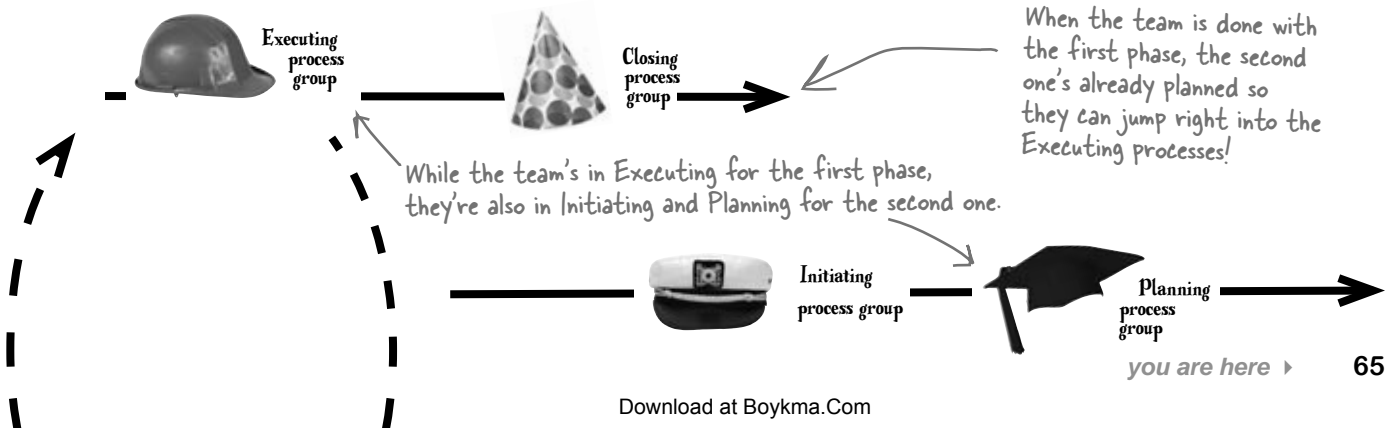 Executing
process
group
Closing
process
group
When the team is done with
the first phase, the second
one's already planned so
they can jump right into the
Executing processes!
While the team's in Executing for the first phase,
they're also in Initiating and Planning for the second one.
Initiating
process group
Planning
process
group
you are here ▸ 65
Download at Boykma.Com